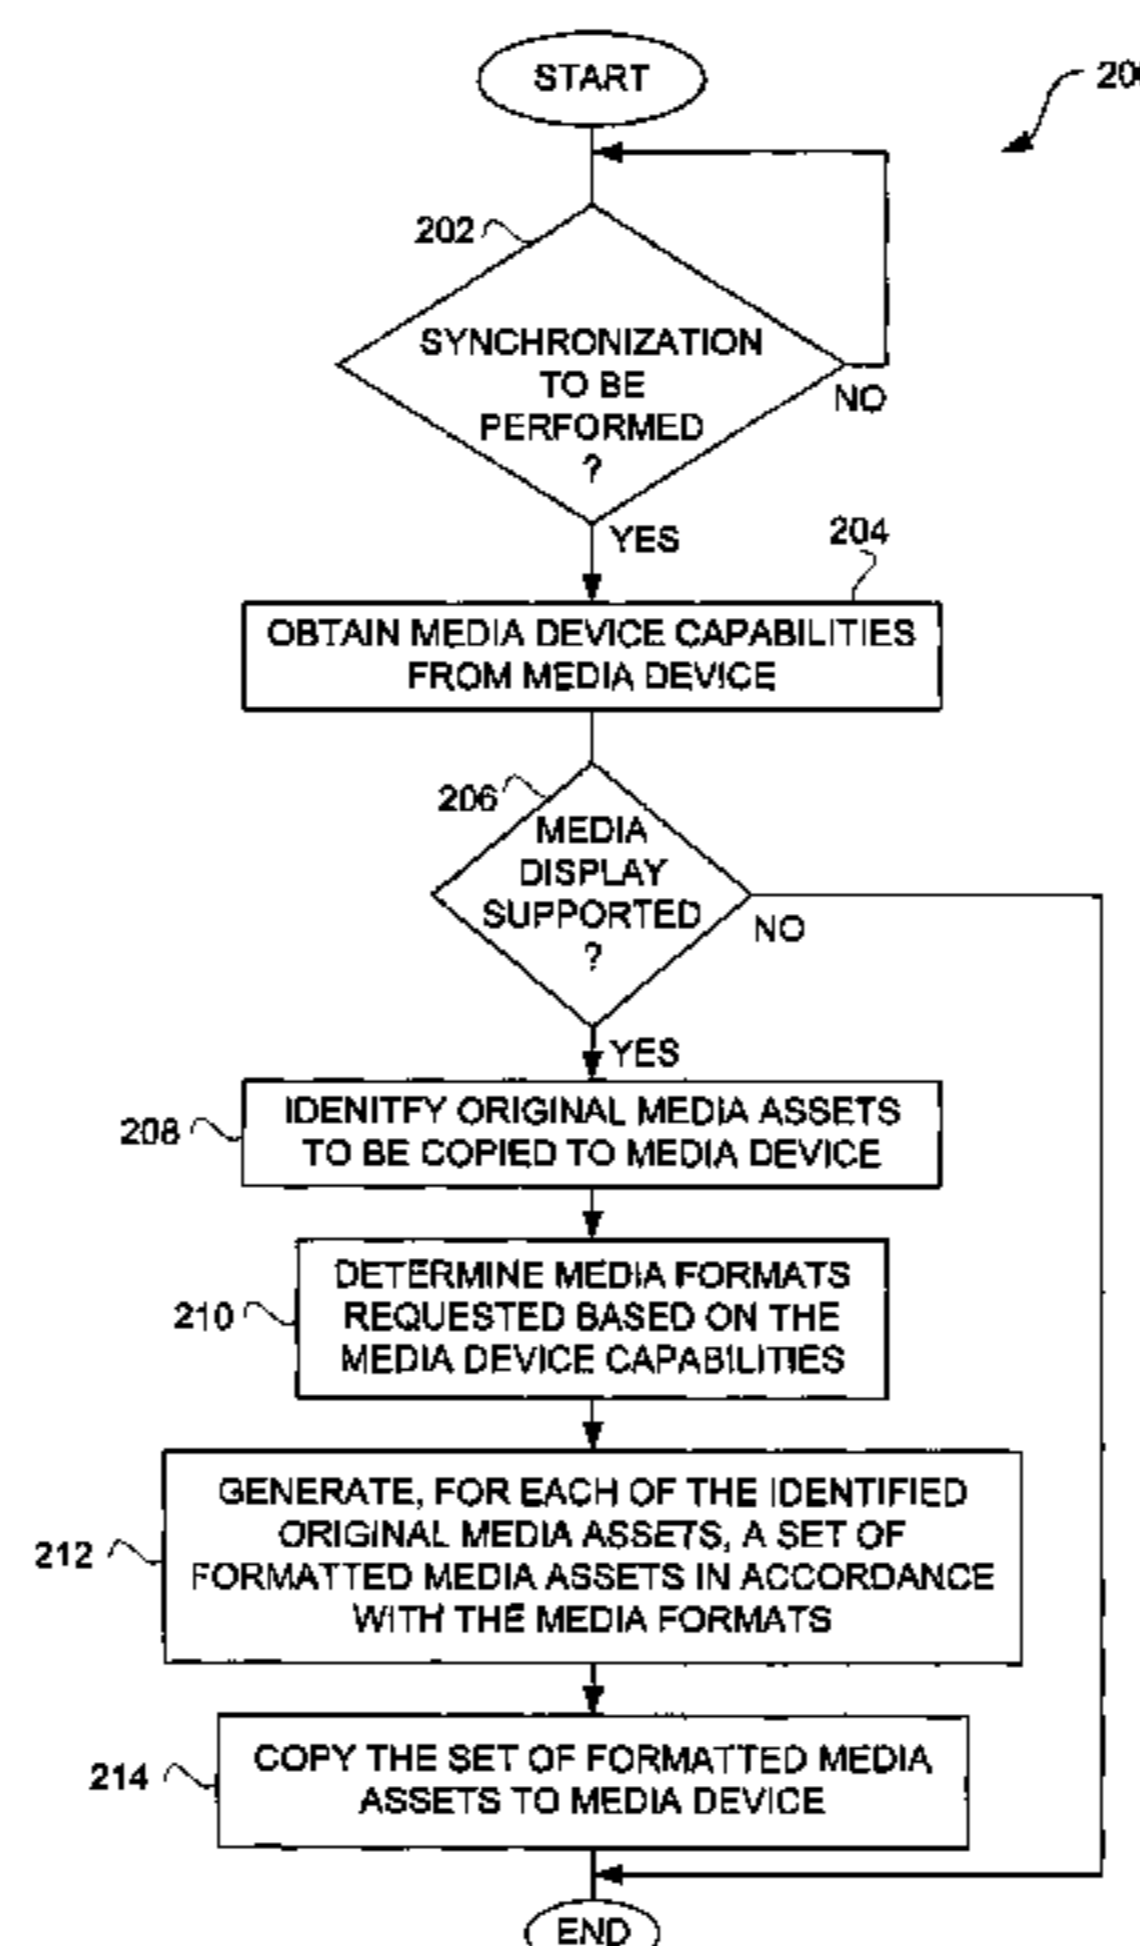 START
200
202
SYNCHRONIZATION
TO BE
PERFORMED
?
NO
YES
204
OBTAIN MEDIA DEVICE CAPABILITIES
FROM MEDIA DEVICE
206
MEDIA
DISPLAY
SUPPORTED
?
NO
YES
208
IDENITFY ORIGINAL MEDIA ASSETS
TO BE COPIED TO MEDIA DEVICE
210
DETERMINE MEDIA FORMATS
REQUESTED BASED ON THE
MEDIA DEVICE CAPABILITIES
212
GENERATE, FOR EACH OF THE IDENTIFIED
ORIGINAL MEDIA ASSETS, A SET OF
FORMATTED MEDIA ASSETS IN ACCORDANCE
WITH THE MEDIA FORMATS
214
COPY THE SET OF FORMATTED MEDIA
ASSETS TO MEDIA DEVICE
END